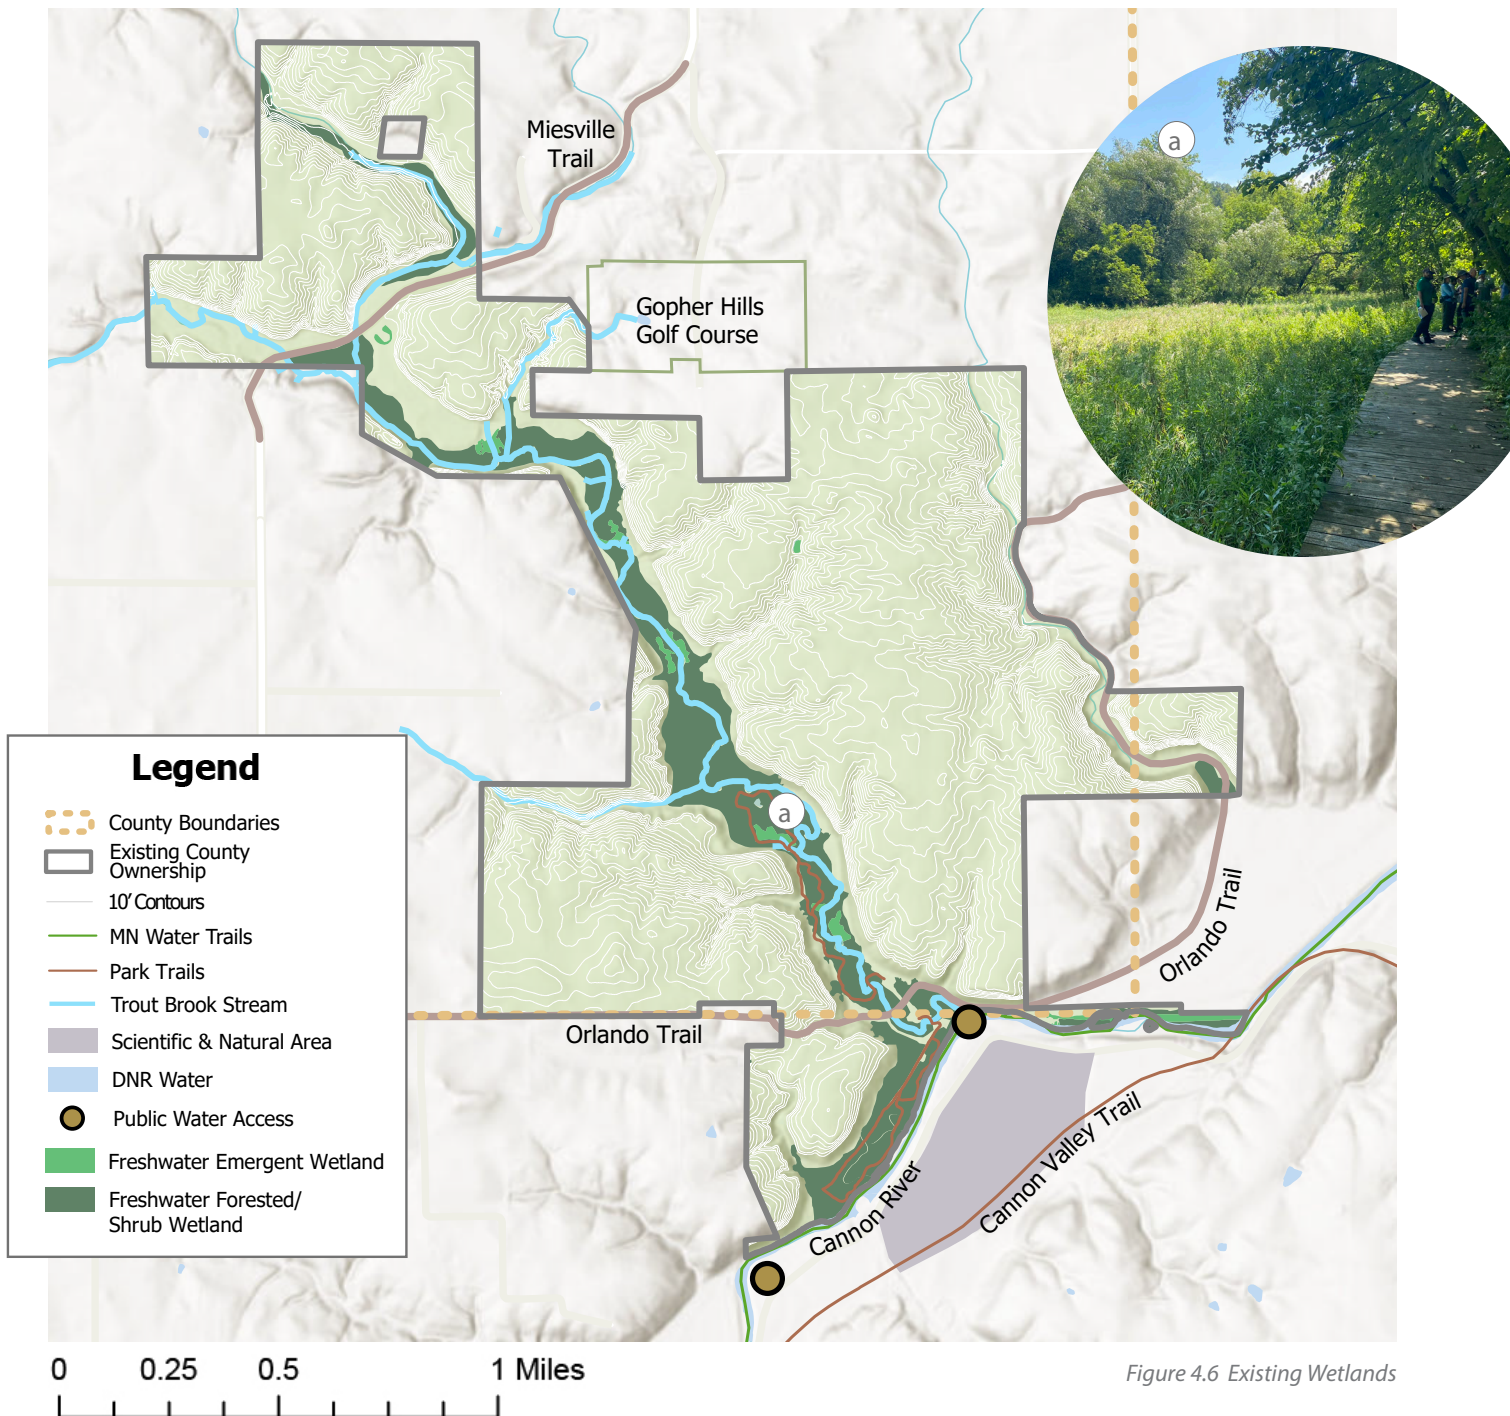 Miesville
Trail
a
Gopher Hills
Golf Course
Legend
County Boundaries
Existing County
Ownership
10' Contours
MN Water Trails
Park Trails
Trout Brook Stream
Scientific & Natural Area
DNR Water
Public Water Access
Freshwater Emergent Wetland
Freshwater Forested/
Shrub Wetland
a
Orlando Trail
Orlando Trail
Cannon River
Cannon Valley Trail
0 0.25 0.5 1 Miles
Figure 4.6 Existing Wetlands